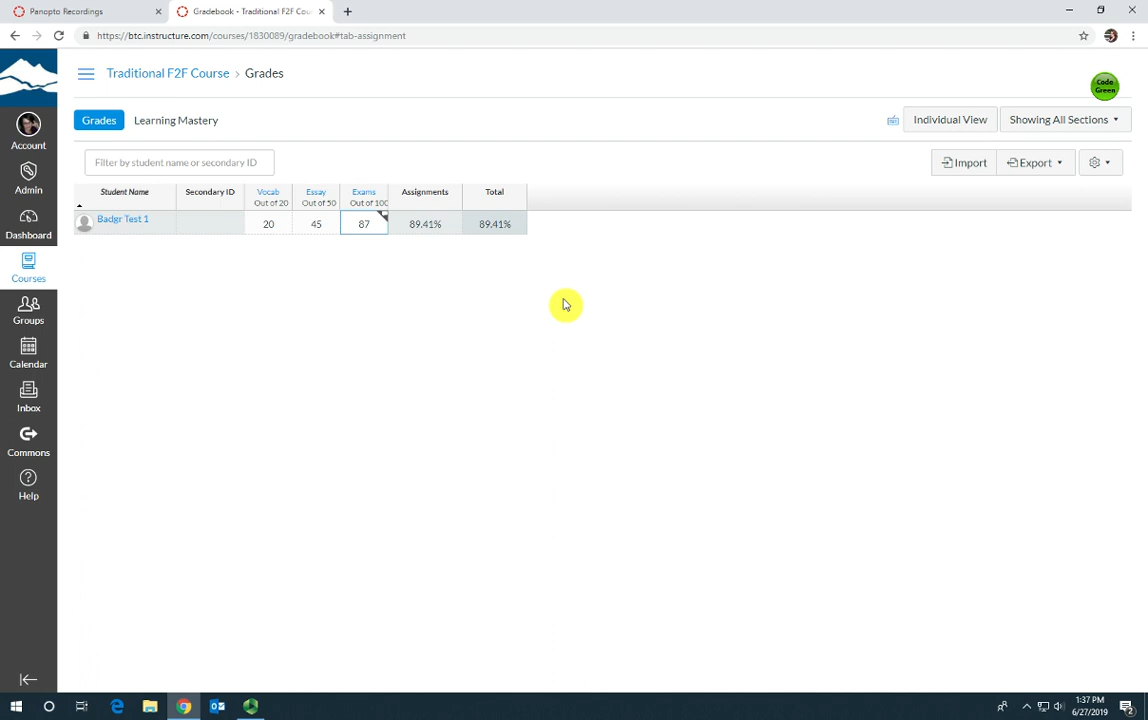 Panopto Recordings
Gradebook - Traditional F2F Cou
https://btc.instructure.com/courses/1830089/gradebook#tab-assignment
Traditional F2F Course › Grades
Code
Green
Grades
Learning Mastery
Individual View
Showing All Sections
Filter by student name or secondary ID
Import
Export
Student Name
Secondary ID
Vocab
Out of 20
Essay
Out of 50
Exams
Out of 100
Assignments
Total
Badgr Test 1
20
45
87
89.41%
89.41%
Account
Admin
Dashboard
Courses
Groups
Calendar
Inbox
Commons
Help
1:37 PM
6/27/2019
2